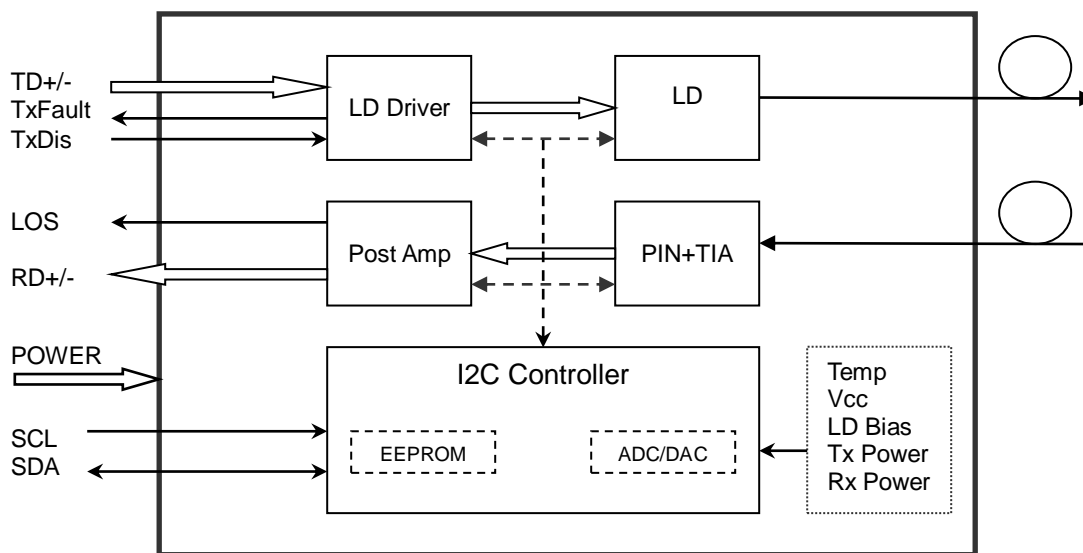 TD+/-
TxFault
TxDis
LD Driver
LD
LOS
RD+/-
Post Amp
PIN+TIA
POWER
SCL
SDA
I2C Controller
EEPROM
ADC/DAC
Temp
Vcc
LD Bias
Tx Power
Rx Power